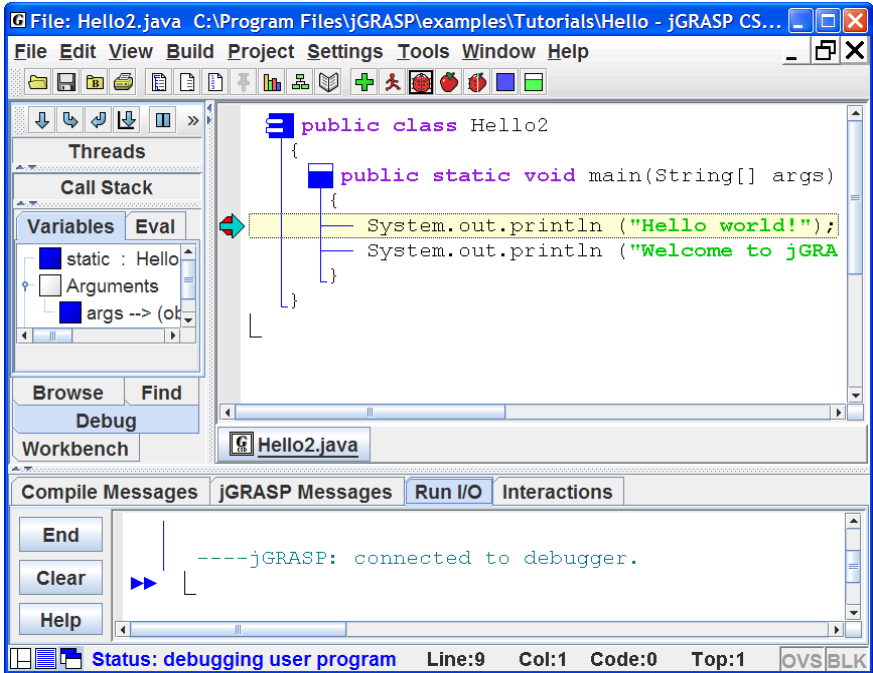 File: Hello2.java C:\Program Files\jGRASP\examples\Tutorials\Hello - jGRASP CS...
File Edit View Build Project Settings Tools Window Help
Threads
Call Stack
Variables Eval
static : Hello
Arguments
args --> (ob
Browse Find
Debug
Workbench
public class Hello2
{
public static void main(String[] args)
{
System.out.println ("Hello world!");
System.out.println ("Welcome to jGRA
}
}
Hello2.java
Compile Messages jGRASP Messages Run I/O Interactions
End
Clear
Help
----jGRASP: connected to debugger.
Status: debugging user program Line:9 Col:1 Code:0 Top:1 OVS BLK